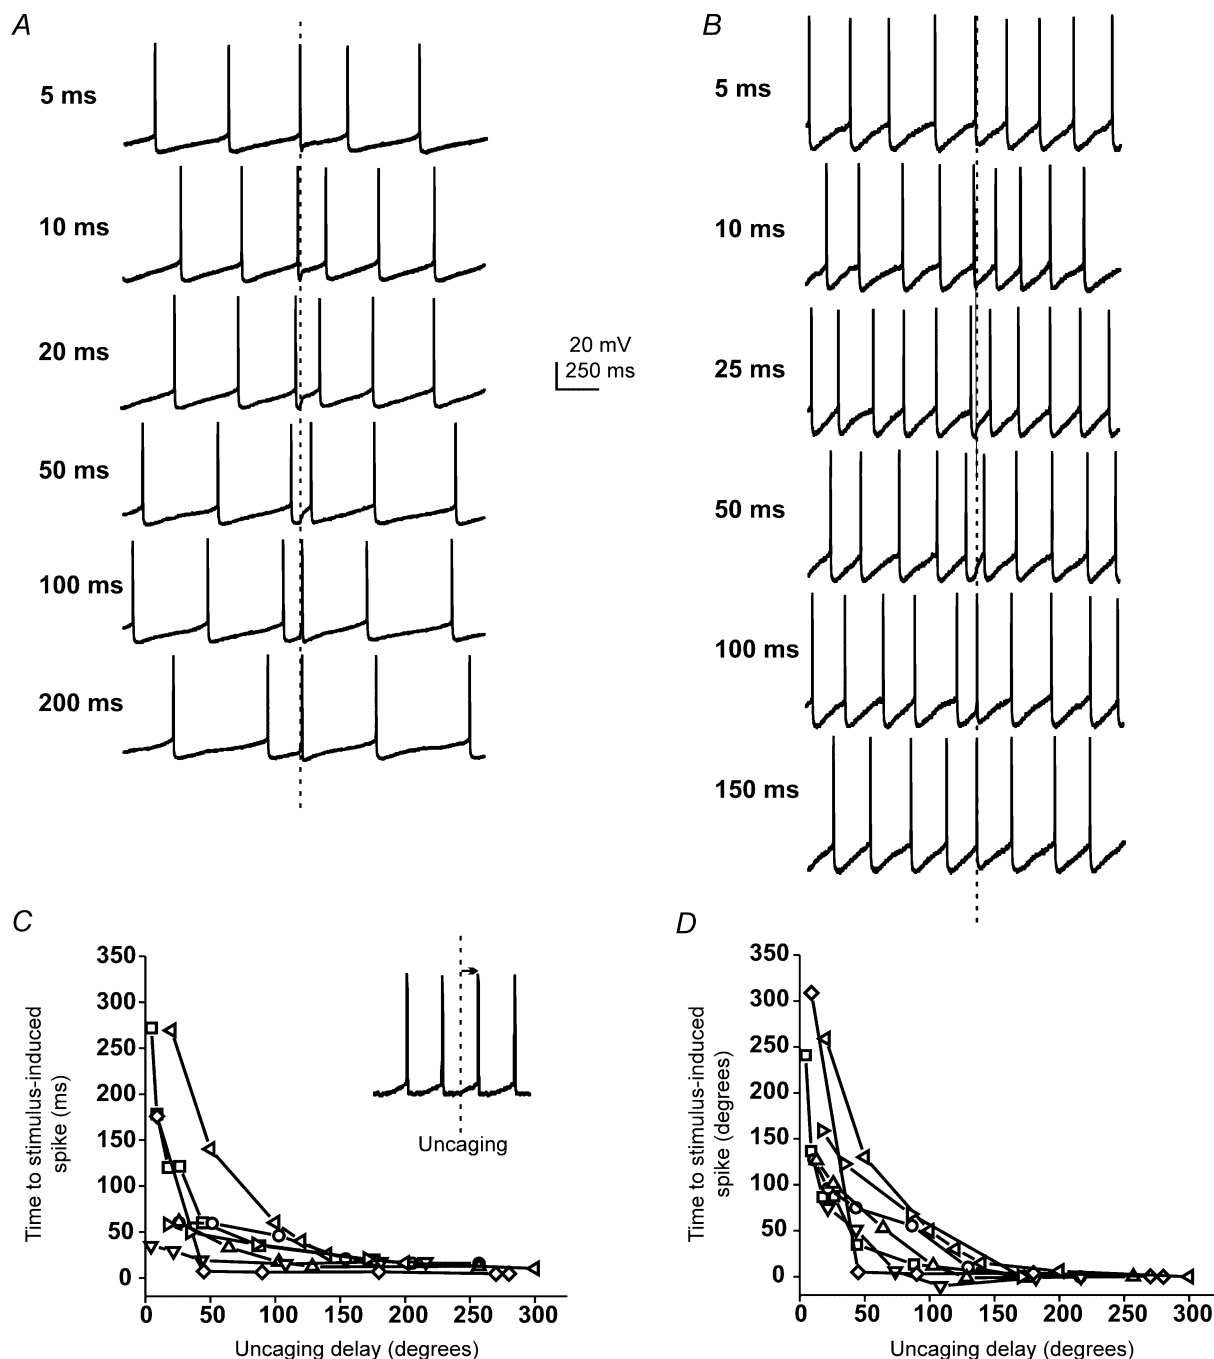 A
5 ms
10 ms
20 ms
50 ms
100 ms
200 ms
20 mV
250 ms
B
5 ms
10 ms
25 ms
50 ms
100 ms
150 ms
C
Time to stimulus-induced
spike (ms)
350
300
250
200
150
100
50
0
0 50 100 150 200 250 300
Uncaging delay (degrees)
Uncaging
D
Time to stimulus-induced
spike (degrees)
350
300
250
200
150
100
50
0
0 50 100 150 200 250 300
Uncaging delay (degrees)